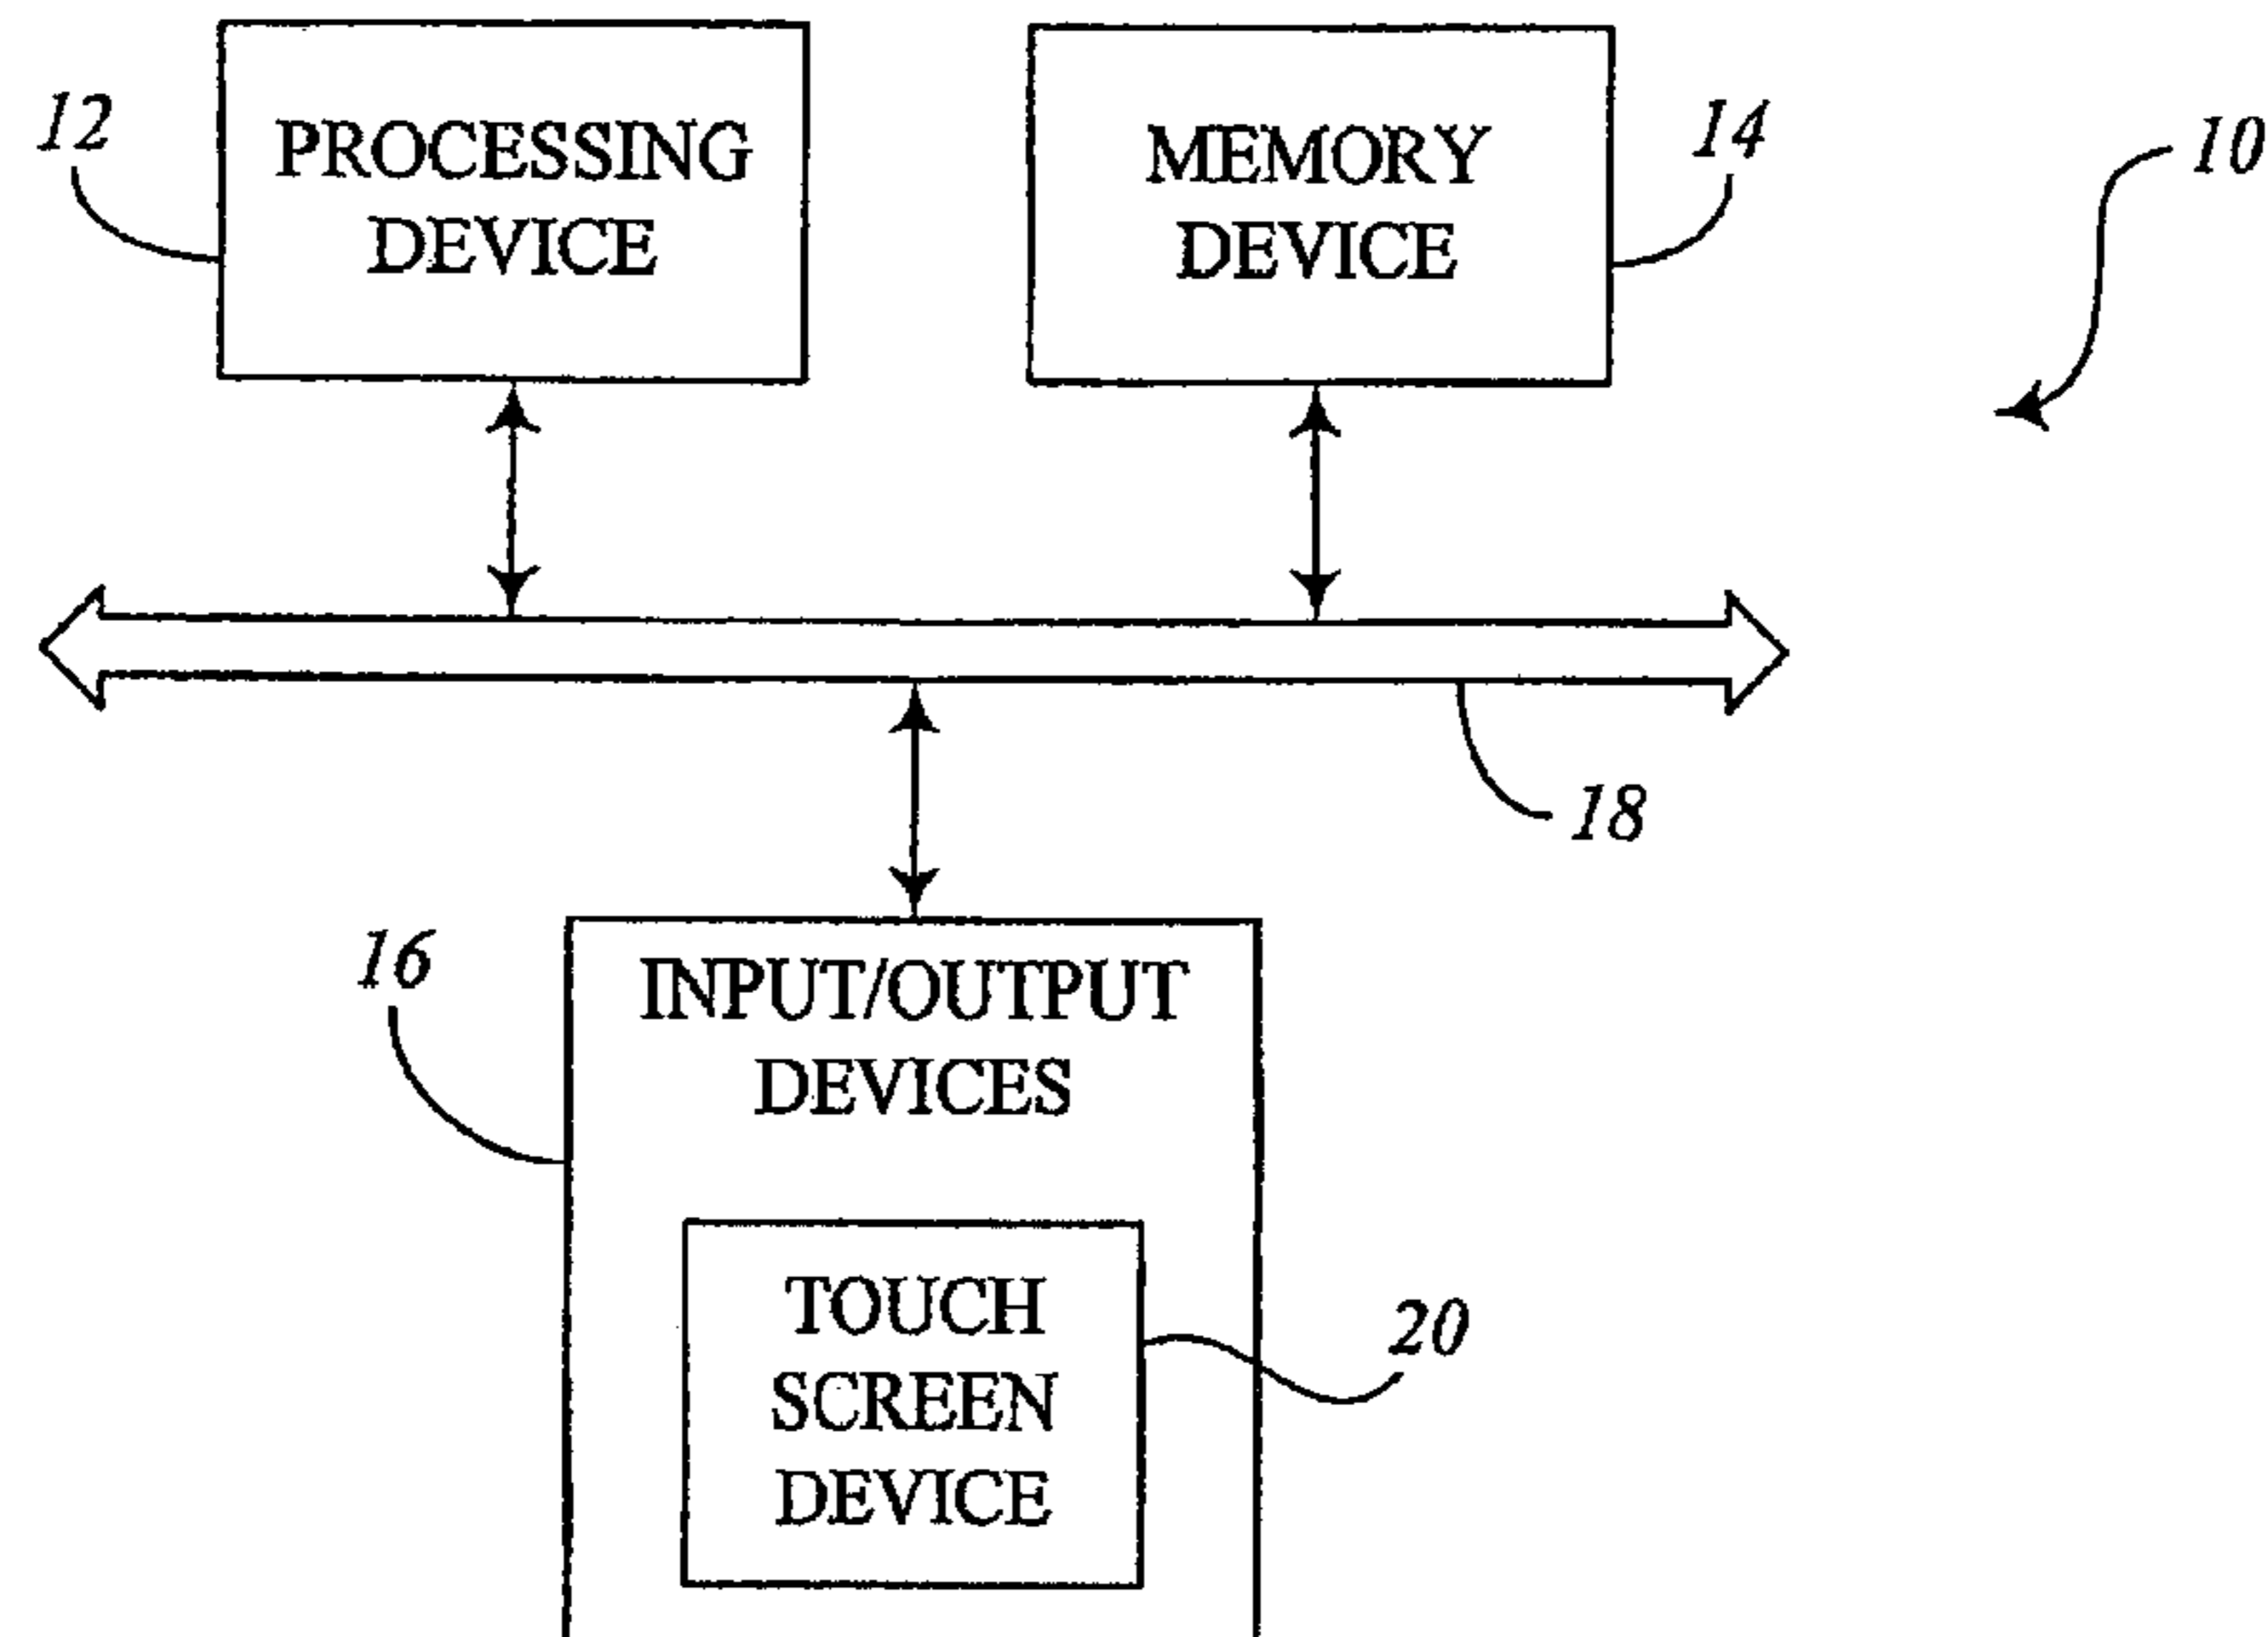 12
PROCESSING
DEVICE
MEMORY
DEVICE
14
10
18
16
INPUT/OUTPUT
DEVICES
TOUCH
SCREEN
DEVICE
20